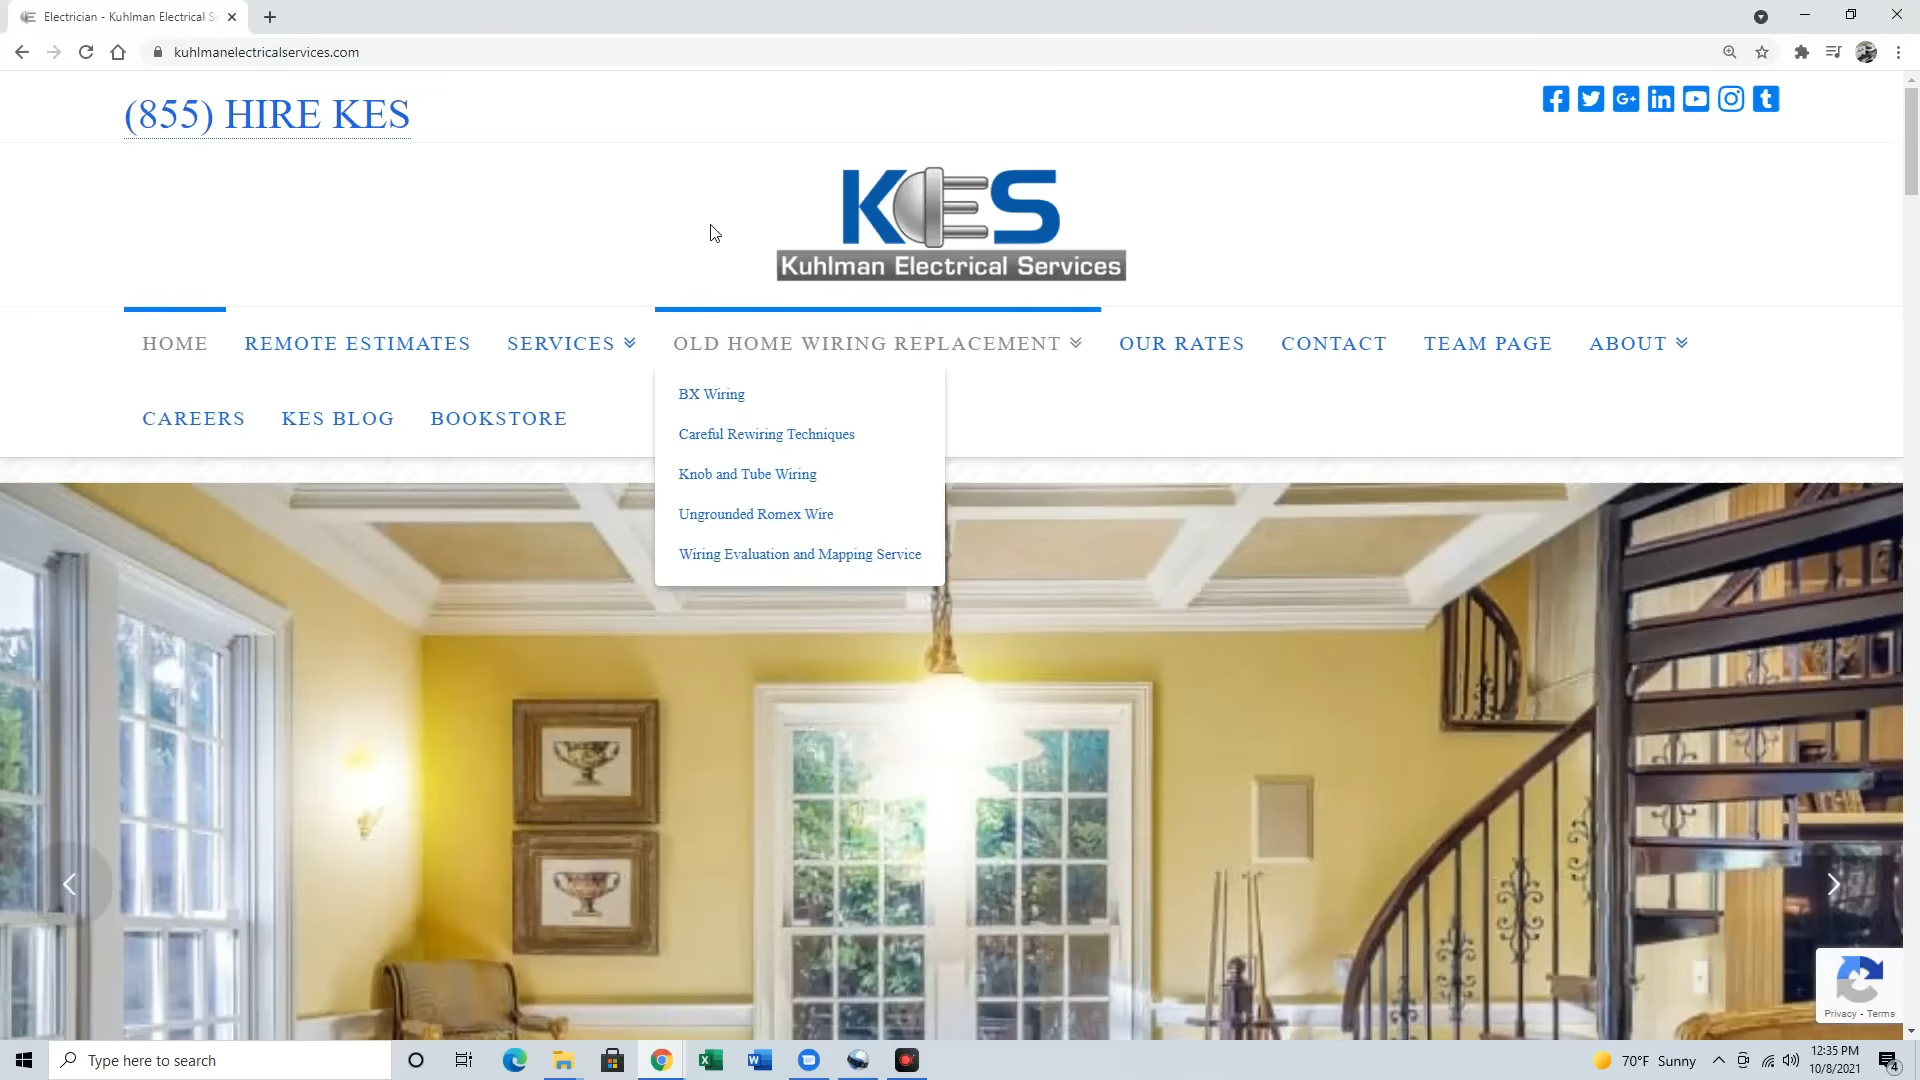 Electrician - Kuhlman Electrical Se
kuhlmanelectricalservices.com
(855) HIRE KES
KES
Kuhlman Electrical Services
HOME REMOTE ESTIMATES SERVICES OLD HOME WIRING REPLACEMENT OUR RATES CONTACT TEAM PAGE ABOUT
BX Wiring
Careful Rewiring Techniques
CAREERS KES BLOG BOOKSTORE
Knob and Tube Wiring
Ungrounded Romex Wire
Wiring Evaluation and Mapping Service
Privacy - Terms
Type here to search
70°F Sunny
12:35 PM
10/8/2021
4